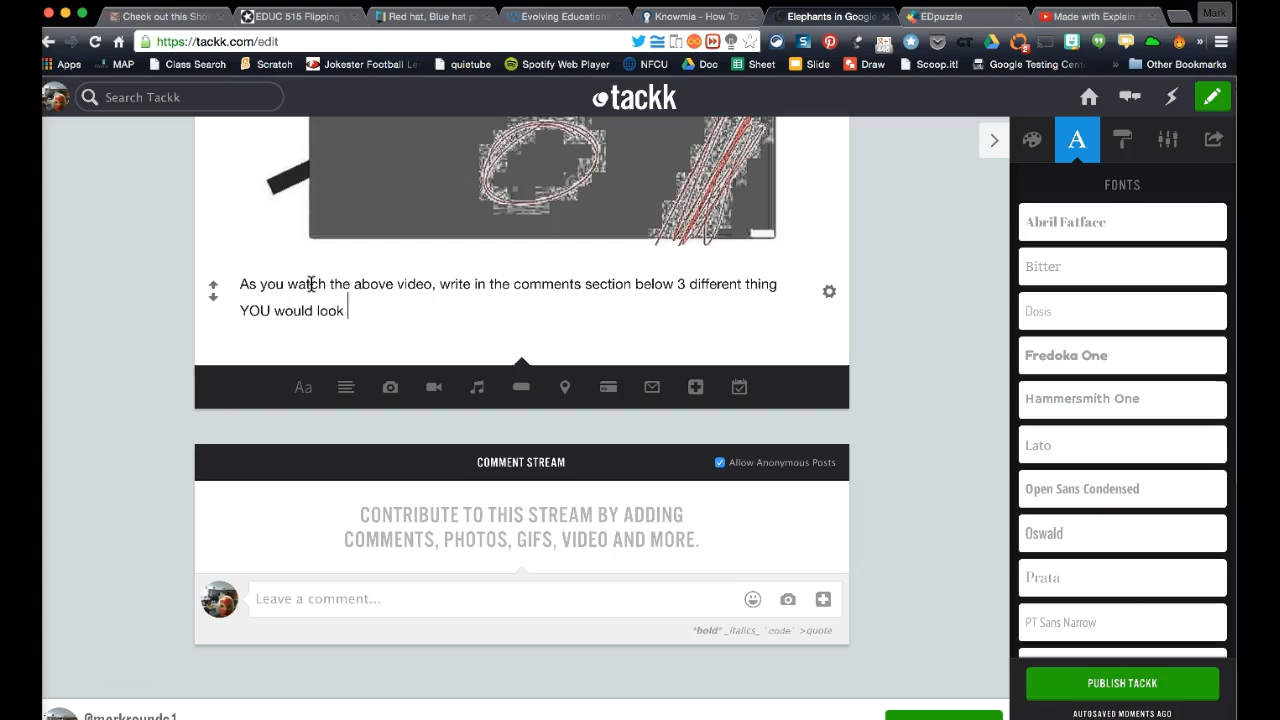 Check out this Sho
EDUC 515 Flipping
Red hat, Blue hat p
Evolving Education
Knowmia - How To
Elephants in Google
EDpuzzle
Made with Explain
Mark
https://tackk.com/edit
Apps
MAP
Class Search
Scratch
Jokester Football Le
quietube
Spotify Web Player
NFCU
Doc
Sheet
Slide
Draw
Scoop.it!
Google Testing Cent
Other Bookmarks
Search Tackk
tackk
A
FONTS
Abril Fatface
Bitter
Dosis
Fredoka One
Hammersmith One
Lato
Open Sans Condensed
Oswald
Prata
PT Sans Narrow
PUBLISH TACKK
AUTOSAVED MOMENTS AGO
As you watch the above video, write in the comments section below 3 different thing
YOU would look
Aa
COMMENT STREAM
Allow Anonymous Posts
CONTRIBUTE TO THIS STREAM BY ADDING
COMMENTS, PHOTOS, GIFS, VIDEO AND MORE.
Leave a comment...
*bold* _italics_ `code` >quote
@markrounds1